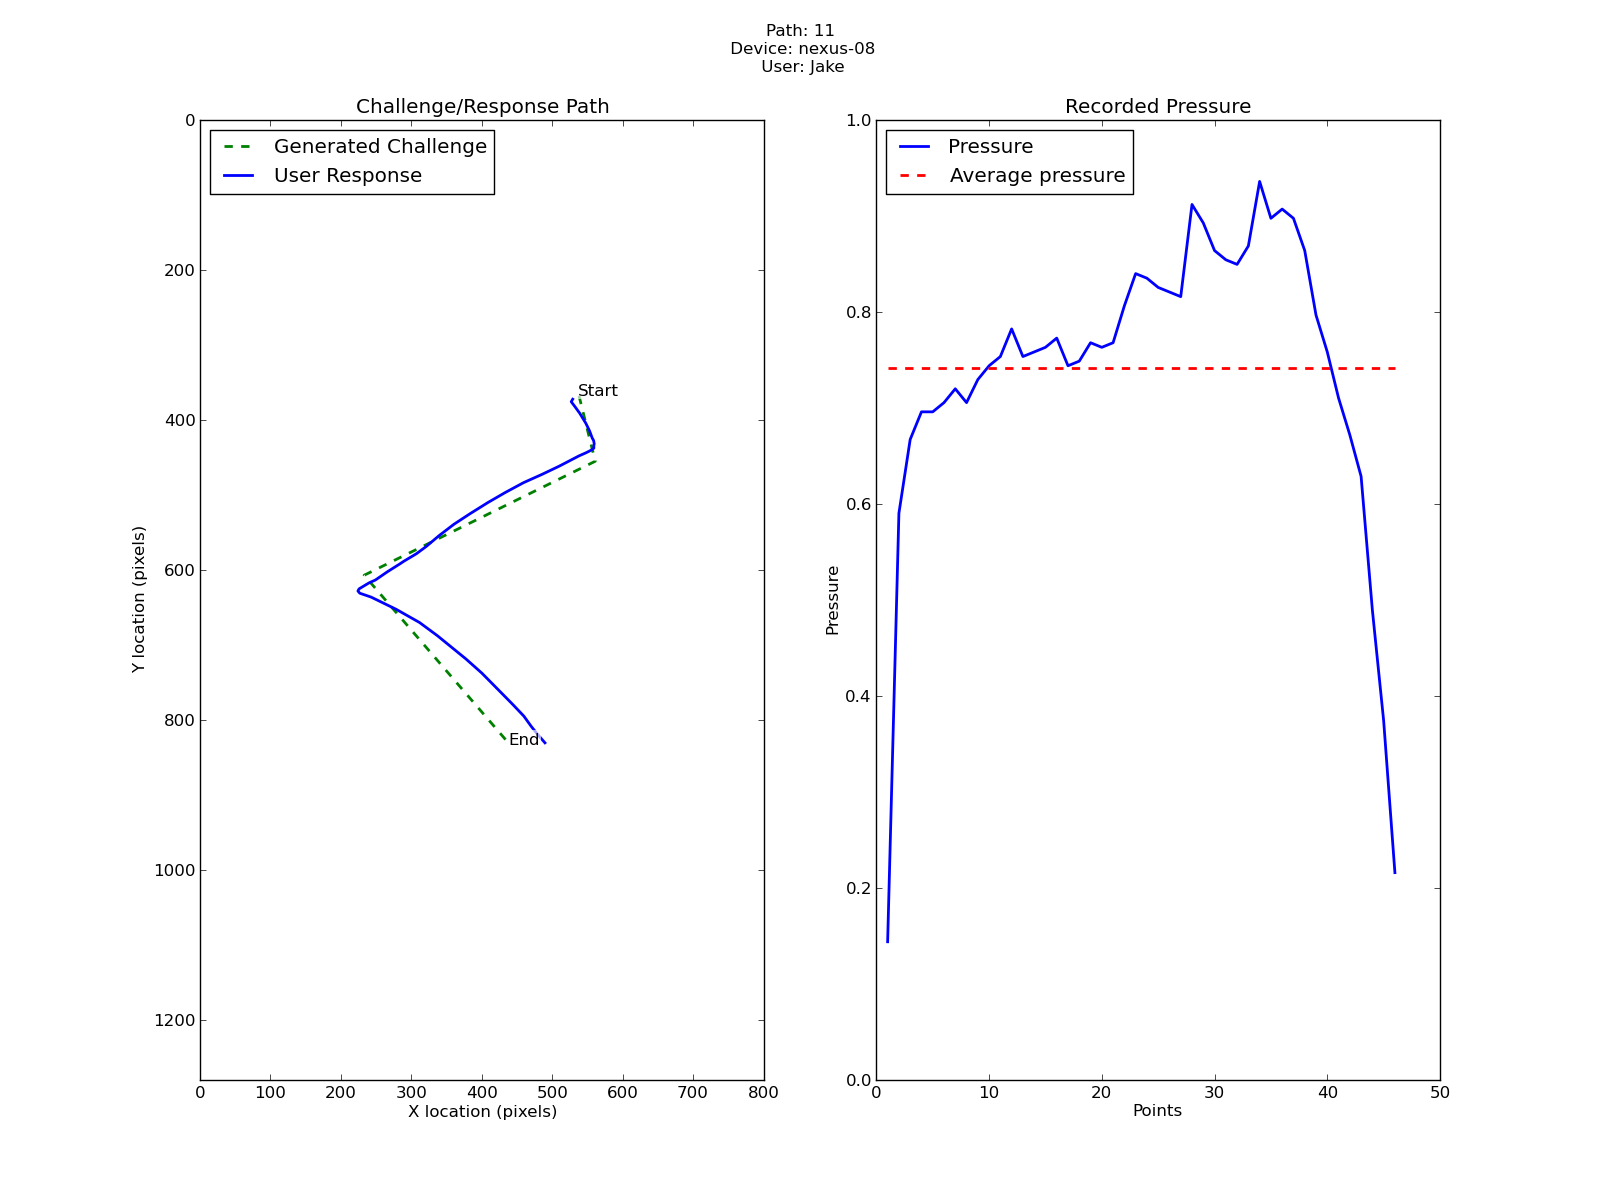 Path: 11
Device: nexus-08
User: Jake
Challenge/Response Path
Generated Challenge
User Response
0
200
400
600
800
1000
1200
Y location (pixels)
Start
End
0 100 200 300 400 500 600 700 800
X location (pixels)
Recorded Pressure
Pressure
Average pressure
1.0
0.8
0.6
0.4
0.2
0.0
Pressure
0 10 20 30 40 50
Points